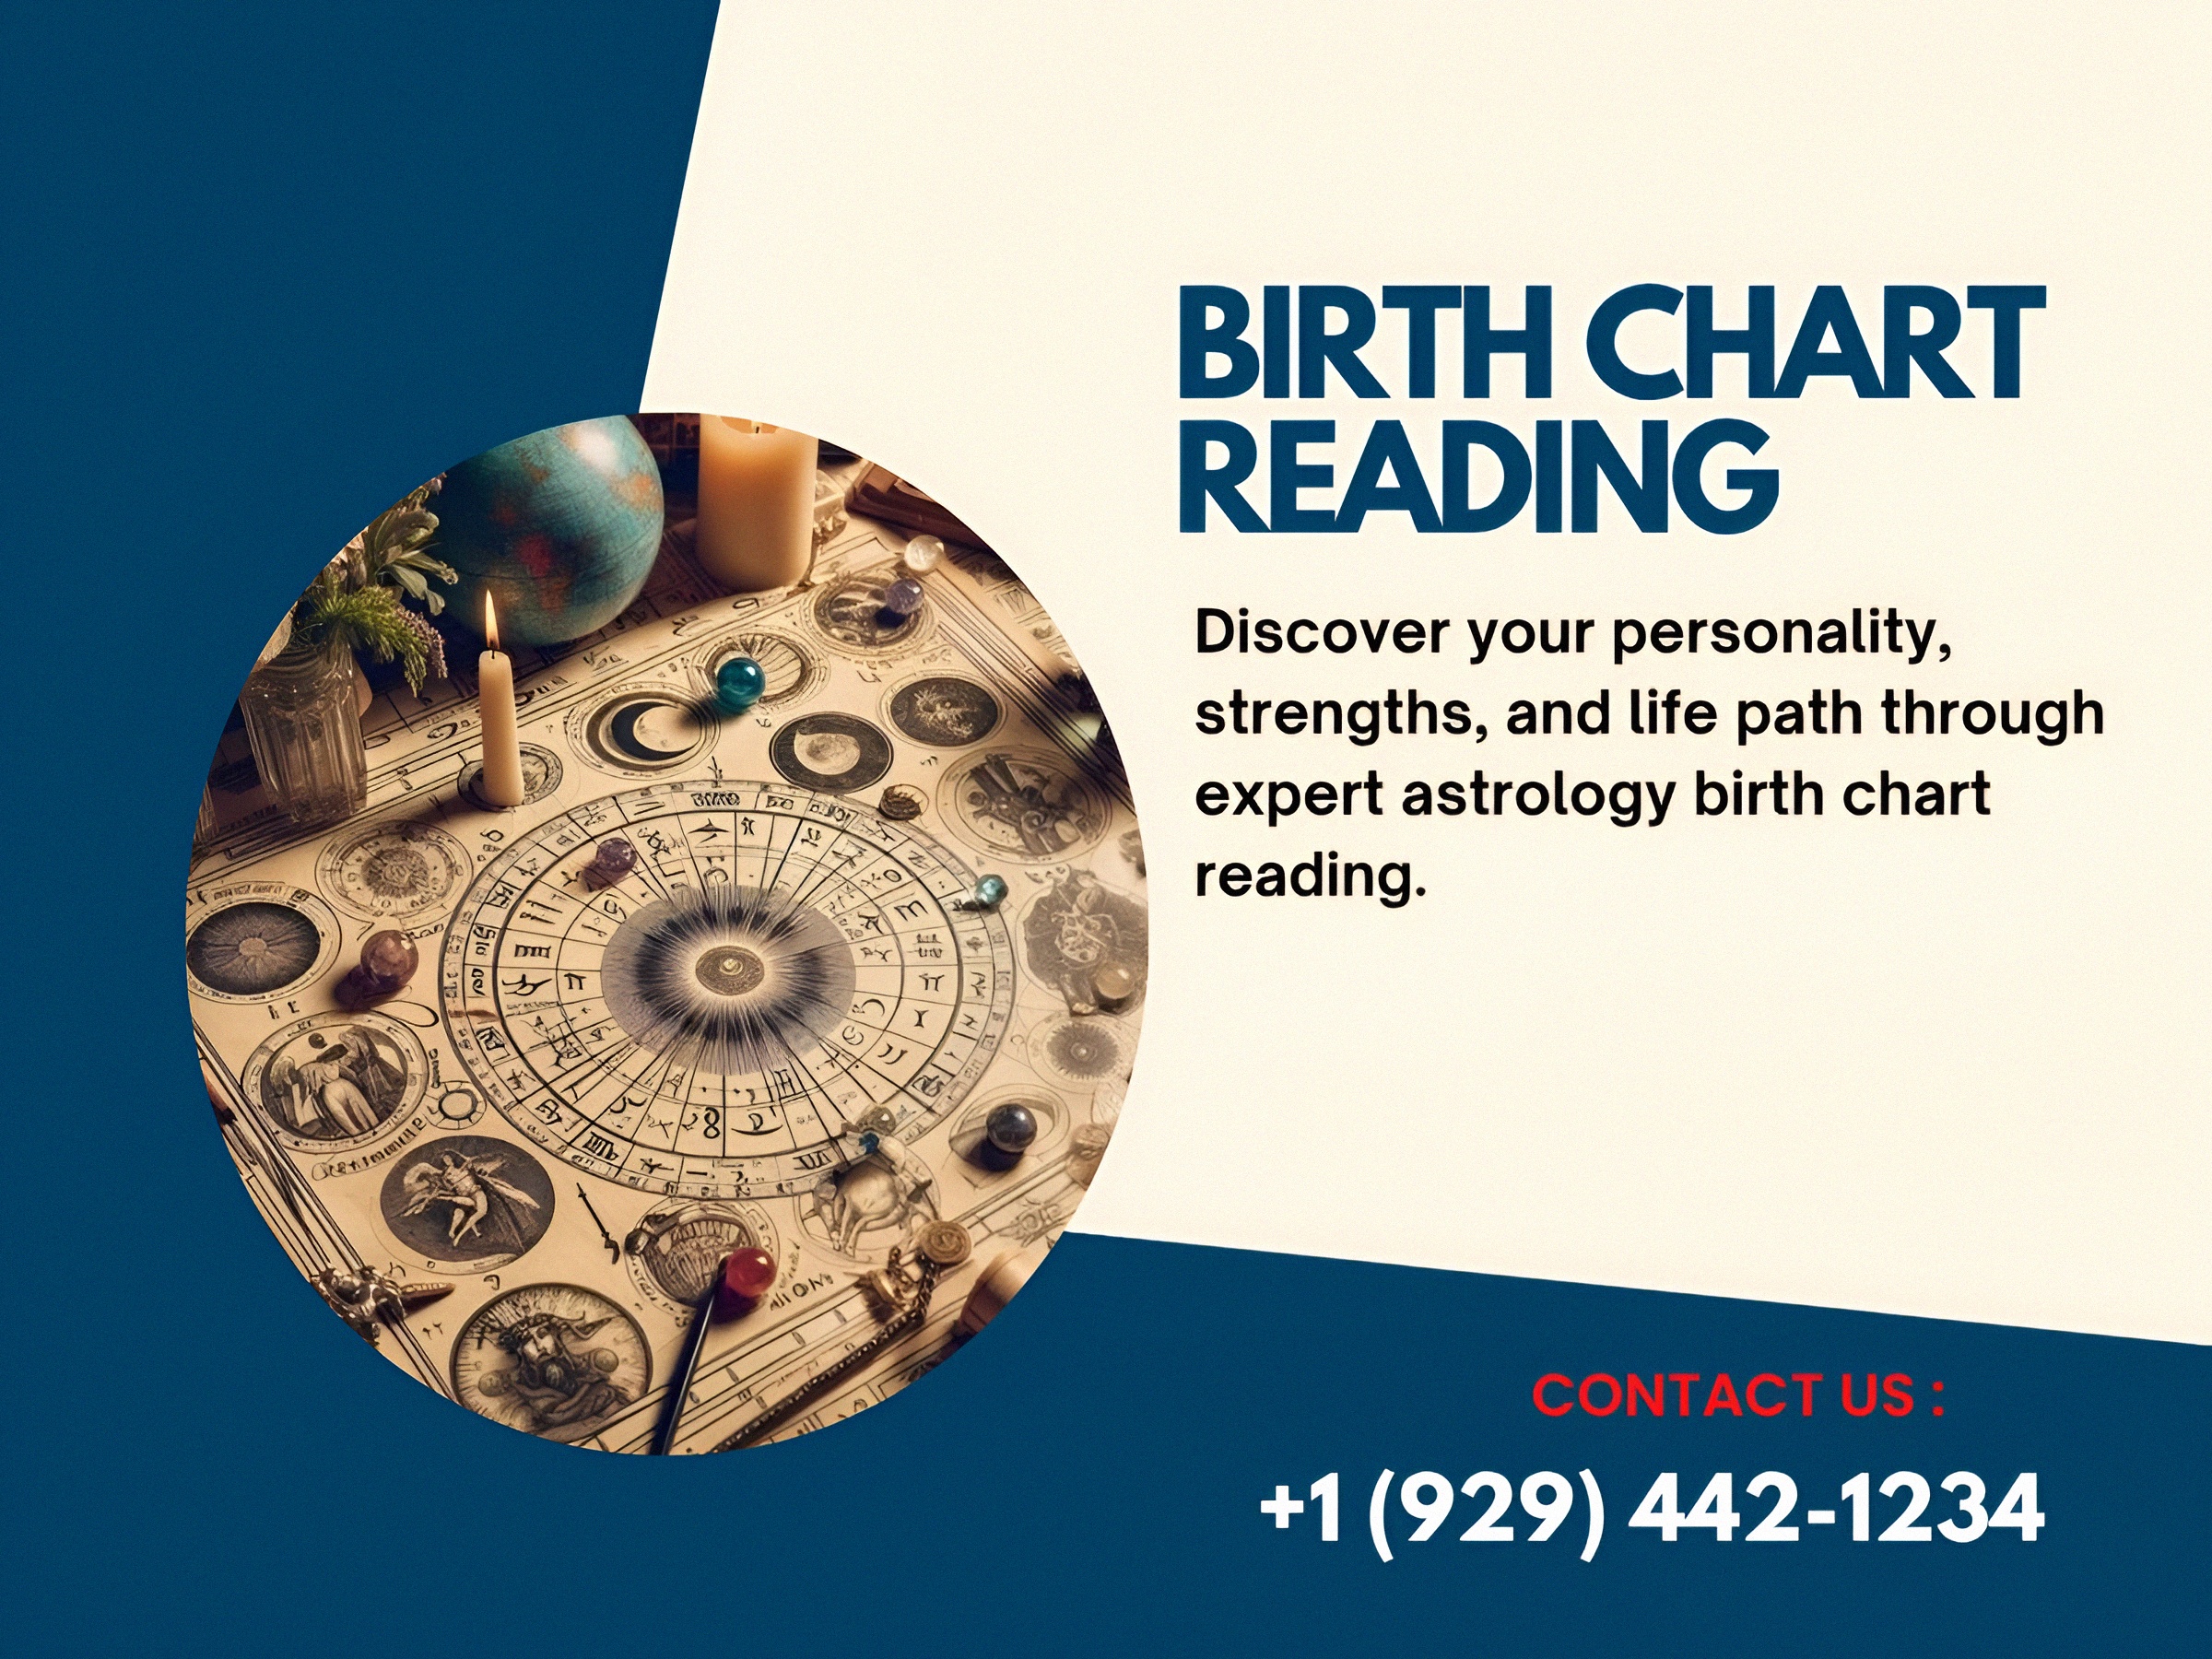 BIRTH CHART
READING
Discover your personality,
strengths, and life path through
expert astrology birth chart
reading.
CONTACT US :
+1 (929) 442-1234